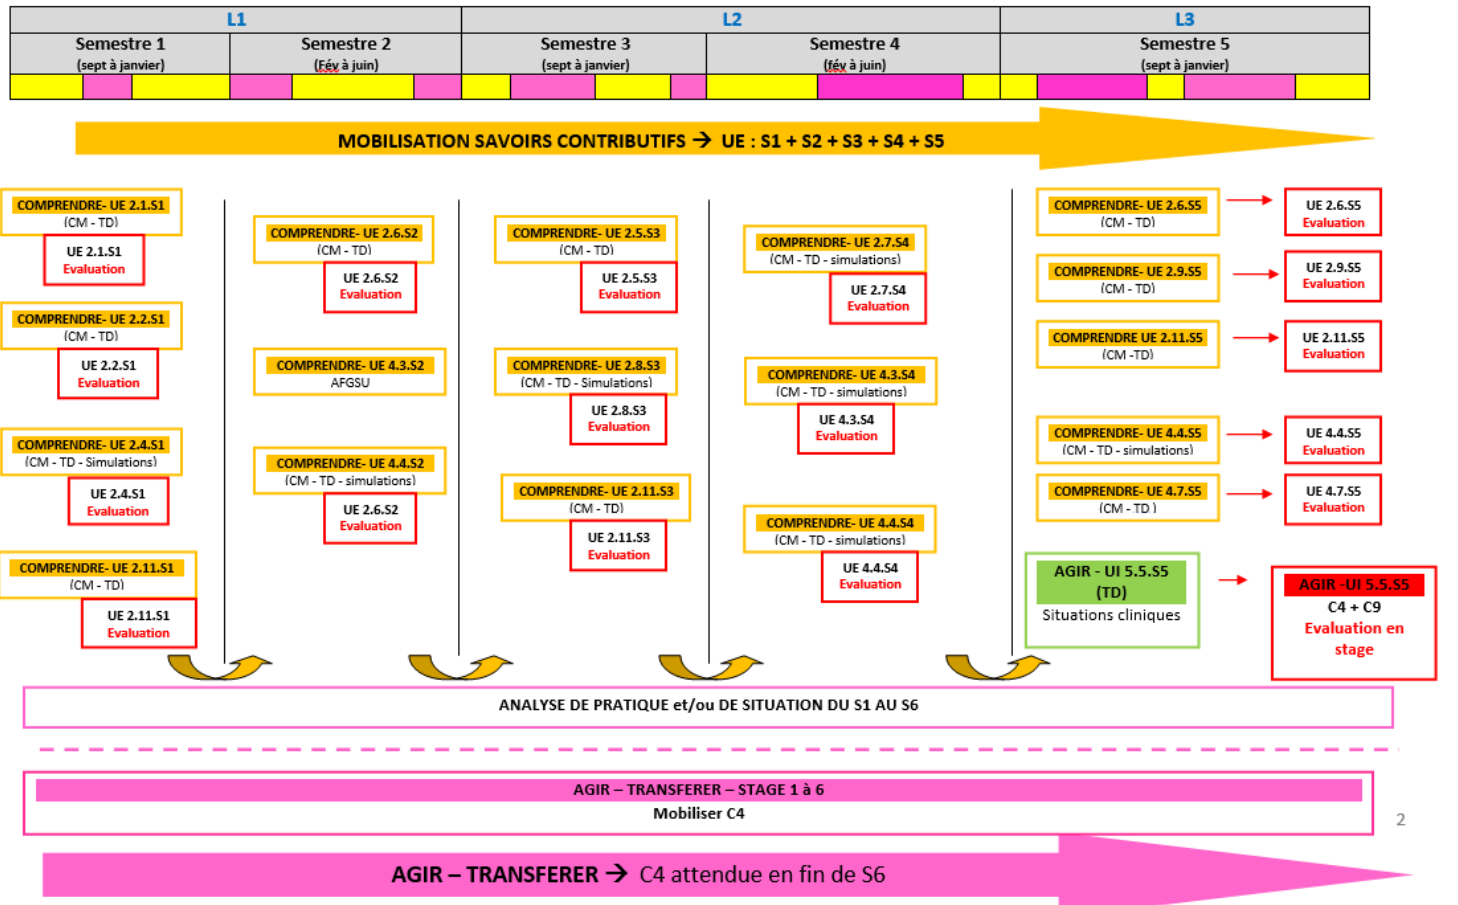 L1
L2
L3
Semestre 1
(sept à janvier)
Semestre 2
(Fév à juin)
Semestre 3
(sept à janvier)
Semestre 4
(fév à juin)
Semestre 5
(sept à janvier)
MOBILISATION SAVOIRS CONTRIBUTIFS → UE : S1 + S2 + S3 + S4 + S5
COMPRENDRE- UE 2.1.S1
(CM - TD)
UE 2.1.S1
Evaluation
COMPRENDRE- UE 2.2.S1
(CM - TD)
UE 2.2.S1
Evaluation
COMPRENDRE- UE 2.4.S1
(CM - TD - Simulations)
UE 2.4.S1
Evaluation
COMPRENDRE- UE 2.11.S1
(CM - TD)
UE 2.11.S1
Evaluation
COMPRENDRE- UE 2.6.S2
(CM - TD)
UE 2.6.S2
Evaluation
COMPRENDRE- UE 4.3.S2
AFGSU
COMPRENDRE- UE 4.4.S2
(CM - TD - simulations)
UE 2.6.S2
Evaluation
COMPRENDRE- UE 2.5.S3
(CM - TD)
UE 2.5.S3
Evaluation
COMPRENDRE- UE 2.8.S3
(CM - TD - Simulations)
UE 2.8.S3
Evaluation
COMPRENDRE- UE 2.11.S3
(CM - TD)
UE 2.11.S3
Evaluation
COMPRENDRE- UE 2.7.S4
(CM - TD - simulations)
UE 2.7.S4
Evaluation
COMPRENDRE- UE 4.3.S4
(CM - TD - simulations)
UE 4.3.S4
Evaluation
COMPRENDRE- UE 4.4.S4
(CM - TD - simulations)
UE 4.4.S4
Evaluation
COMPRENDRE- UE 2.6.S5
(CM - TD)
UE 2.6.S5
Evaluation
COMPRENDRE- UE 2.9.S5
(CM - TD)
UE 2.9.S5
Evaluation
COMPRENDRE UE 2.11.S5
(CM -TD)
UE 2.11.S5
Evaluation
COMPRENDRE- UE 4.4.S5
(CM - TD - simulations)
UE 4.4.S5
Evaluation
COMPRENDRE- UE 4.7.S5
(CM - TD )
UE 4.7.S5
Evaluation
AGIR - UI 5.5.S5
(TD)
Situations cliniques
AGIR -UI 5.5.S5
C4 + C9
Evaluation en
stage
ANALYSE DE PRATIQUE et/ou DE SITUATION DU S1 AU S6
AGIR – TRANSFERER – STAGE 1 à 6
Mobiliser C4
2
AGIR – TRANSFERER → C4 attendue en fin de S6